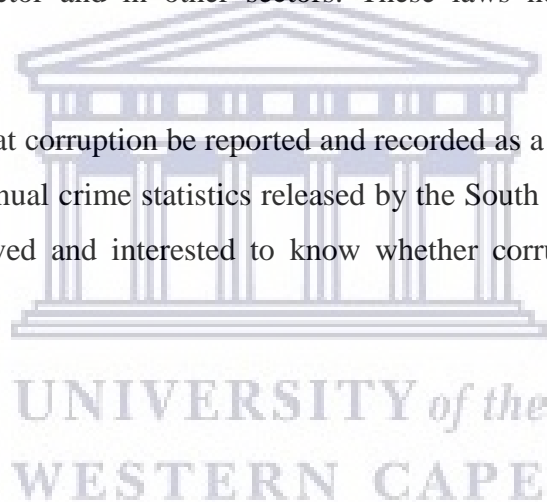 ctor and in other sectors. These laws
at corruption be reported and recorded as a
nual crime statistics released by the South
ved and interested to know whether corru
UNIVERSITY of the
WESTERN CAPE